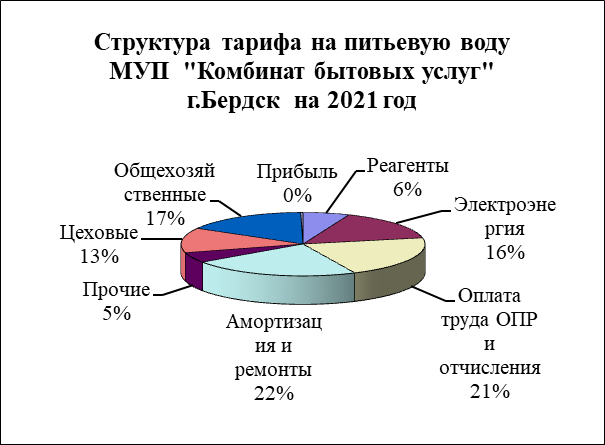 Структура тарифа на питьевую воду
МУП "Комбинат бытовых услуг"
г.Бердск на 2021 год
Общехозяй
ственные
17%
Прибыль
0%
Реагенты
6%
Электроэне
ргия
16%
Цеховые
13%
Прочие
5%
Амортизац
ия и
ремонты
22%
Оплата
труда ОПР
и
отчисления
21%